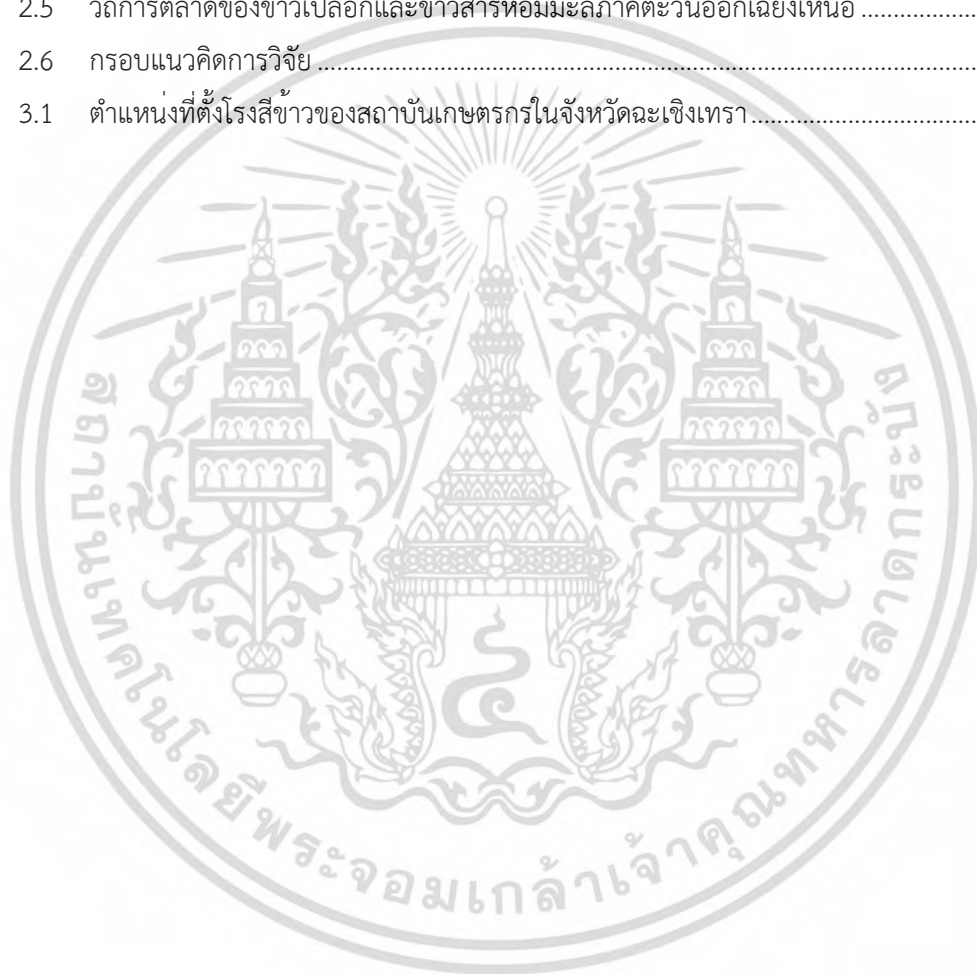 2.5 วิถีการตลาดของข้าวเปลือกและข้าวสารหอมมะลิภาคตะวันออกเฉียงเหนือ ....................
2.6 กรอบแนวคิดการวิจัย ....................
3.1 ตำแหน่งที่ตั้งโรงสีข้าวของสถาบันเกษตรกรในจังหวัดฉะเชิงเทรา ....................
สถาบันเทคโนโลยีพระจอมเกล้าเจ้าคุณทหารลาดกระบัง
๔